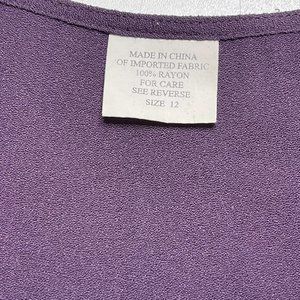 MADE IN CHINA
OF IMPORTED FABRIC
100% RAYON
FOR CARE
SEE REVERSE
SIZE 12